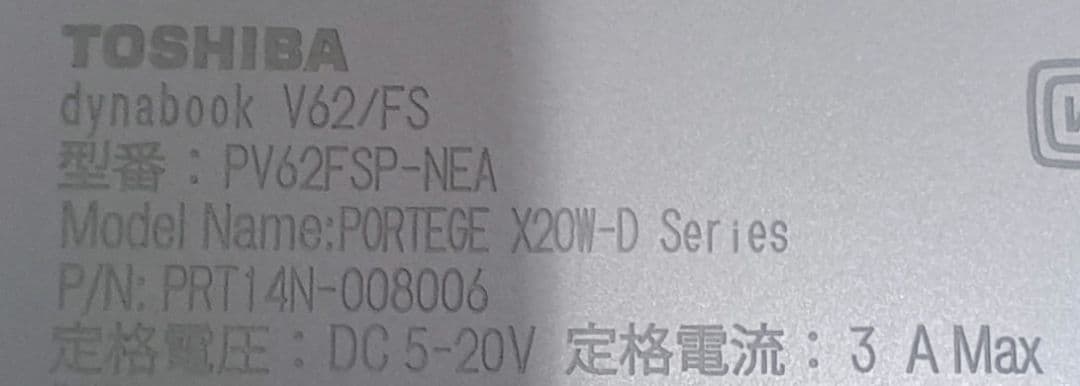 TOSHIBA
dynabook V62/FS
型番：PV62FSP-NEA
Model Name:PORTEGE X20W-D Series
P/N: PRT14N-008006
定格電圧：DC 5-20V 定格電流：3 A Max